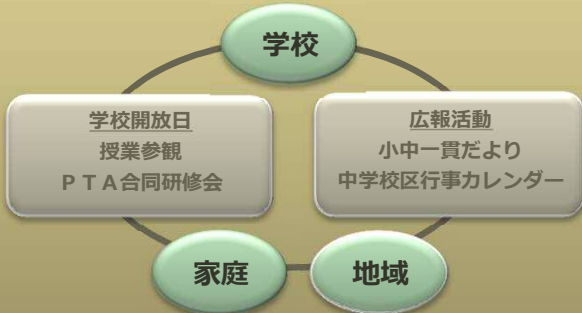 学校
学校開放日
授業参観
ＰＴＡ合同研修会
広報活動
小中一貫だより
中学校区行事カレンダー
家庭
地域